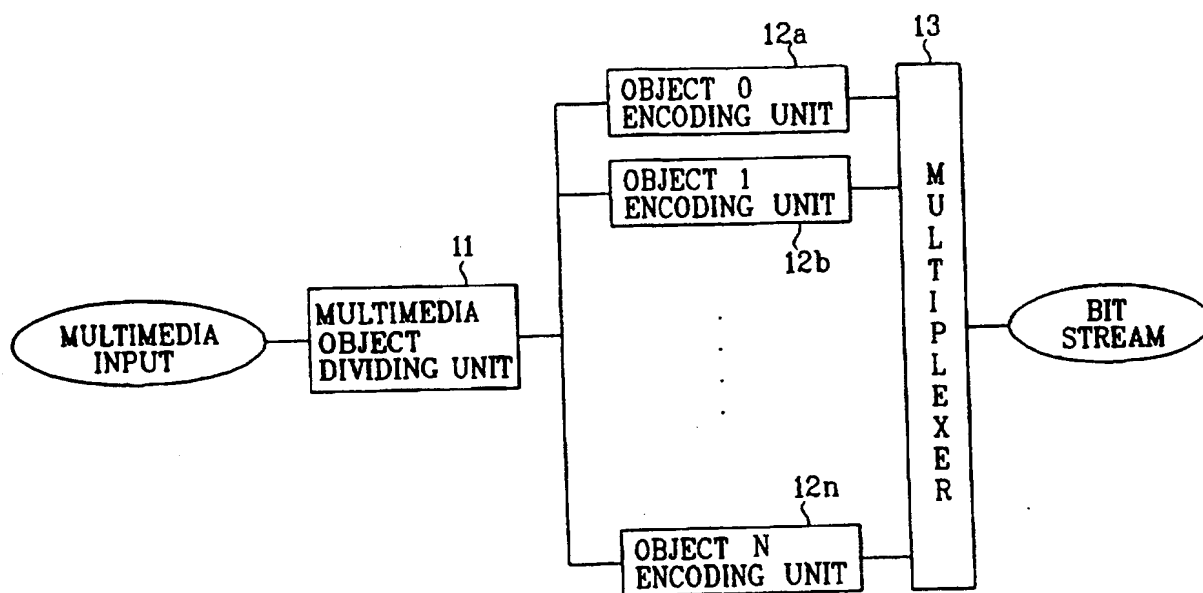 12a
13
OBJECT 0
ENCODING UNIT
OBJECT 1
ENCODING UNIT
12b
11
MULTIMEDIA
INPUT
MULTIMEDIA
OBJECT
DIVIDING UNIT
MULTIPLEXER
BIT
STREAM
12n
OBJECT N
ENCODING UNIT